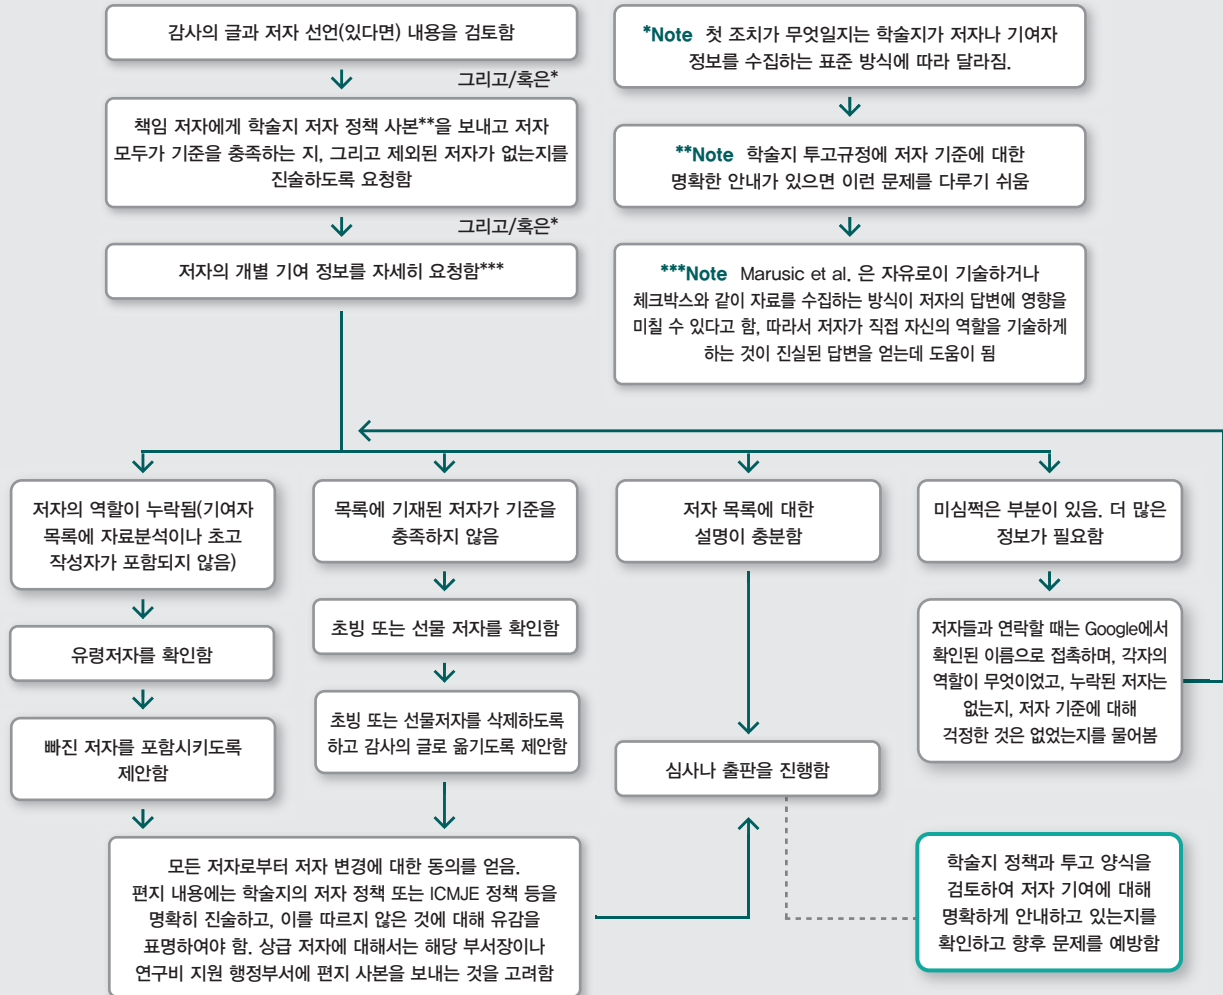 감사의 글과 저자 선언(있다면) 내용을 검토함
그리고/혹은*
책임 저자에게 학술지 저자 정책 사본**을 보내고 저자
모두가 기준을 충족하는 지, 그리고 제외된 저자가 없는지를
진술하도록 요청함
그리고/혹은*
저자의 개별 기여 정보를 자세히 요청함***
*Note 첫 조치가 무엇일지는 학술지가 저자나 기여자
정보를 수집하는 표준 방식에 따라 달라짐.
**Note 학술지 투고규정에 저자 기준에 대한
명확한 안내가 있으면 이런 문제를 다루기 쉬움
***Note Marusic et al. 은 자유로이 기술하거나
체크박스와 같이 자료를 수집하는 방식이 저자의 답변에 영향을
미칠 수 있다고 함, 따라서 저자가 직접 자신의 역할을 기술하게
하는 것이 진실된 답변을 얻는데 도움이 됨
저자의 역할이 누락됨(기여자
목록에 자료분석이나 초고
작성자가 포함되지 않음)
유령저자를 확인함
빠진 저자를 포함시키도록
제안함
목록에 기재된 저자가 기준을
충족하지 않음
초빙 또는 선물 저자를 확인함
초빙 또는 선물저자를 삭제하도록
하고 감사의 글로 옮기도록 제안함
모든 저자로부터 저자 변경에 대한 동의를 얻음.
편지 내용에는 학술지의 저자 정책 또는 ICMJE 정책 등을
명확히 진술하고, 이를 따르지 않은 것에 대해 유감을
표명하여야 함. 상급 저자에 대해서는 해당 부서장이나
연구비 지원 행정부서에 편지 사본을 보내는 것을 고려함
저자 목록에 대한
설명이 충분함
심사나 출판을 진행함
미심쩍은 부분이 있음. 더 많은
정보가 필요함
저자들과 연락할 때는 Google에서
확인된 이름으로 접촉하며, 각자의
역할이 무엇이었고, 누락된 저자는
없는지, 저자 기준에 대해
걱정한 것은 없었는지를 물어봄
학술지 정책과 투고 양식을
검토하여 저자 기여에 대해
명확하게 안내하고 있는지를
확인하고 향후 문제를 예방함